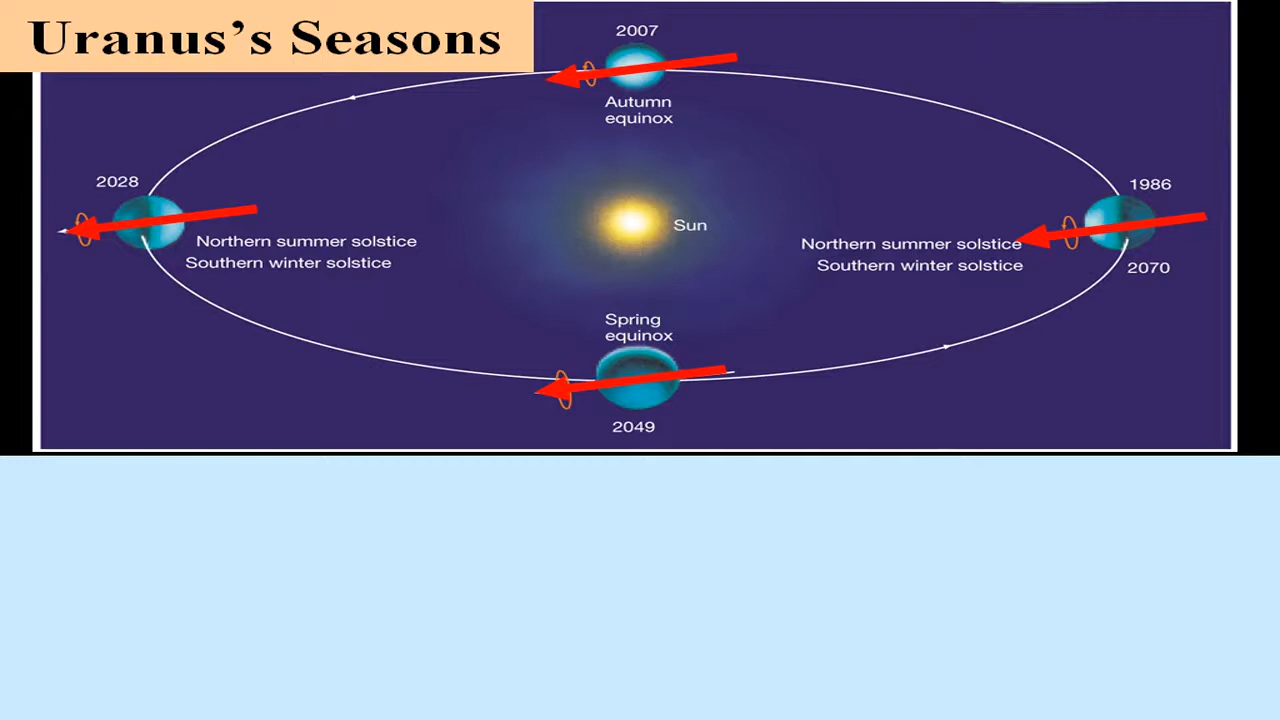 Uranus's Seasons
2007
Autumn
equinox
2028
Northern summer solstice
Southern winter solstice
Sun
1986
Northern summer solstice
Southern winter solstice
2070
Spring
equinox
2049